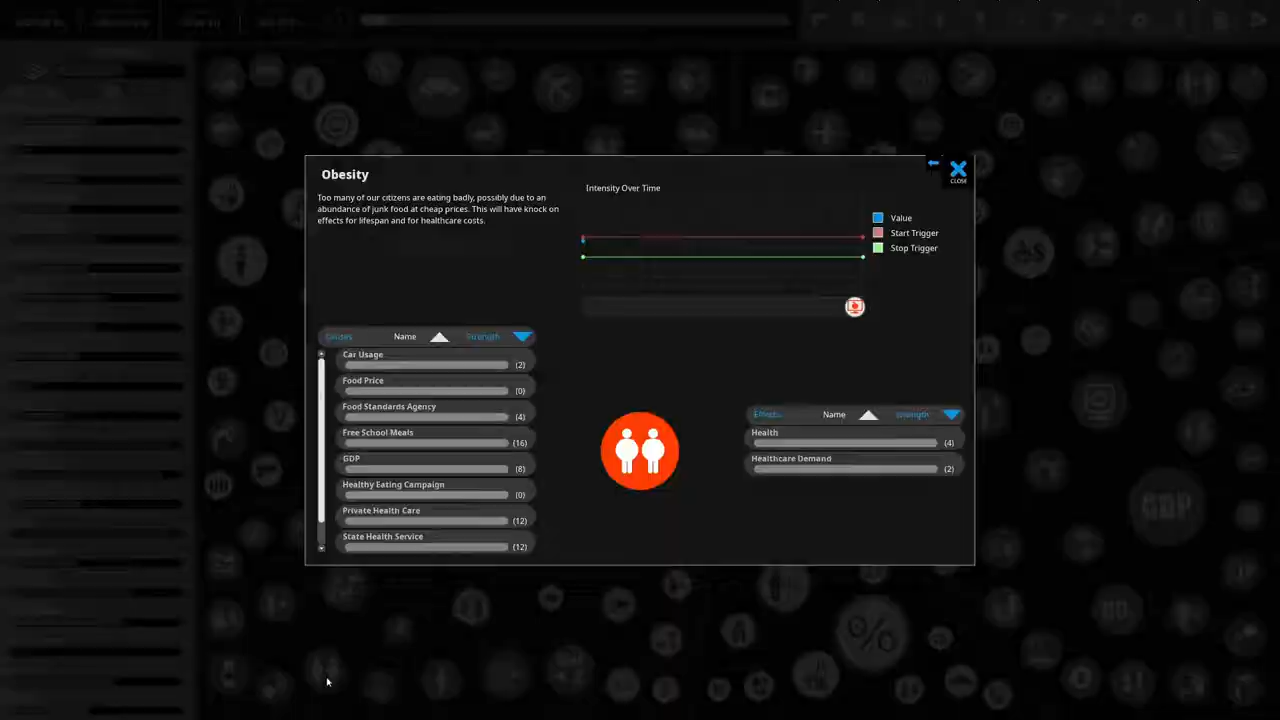 Obesity
Too many of our citizens are eating badly, possibly due to an
abundance of junk food at cheap prices. This will have knock on
effects for lifespan and for healthcare costs.
Intensity Over Time
CLOSE
Value
Start Trigger
Stop Trigger
Name Strength
Car Usage
(2)
Food Price
(0)
Food Standards Agency
(4)
Free School Meals
(16)
GDP
(8)
Healthy Eating Campaign
(0)
Private Health Care
(12)
State Health Service
(12)
Effects Name Strength
Health
(4)
Healthcare Demand
(2)
GDP